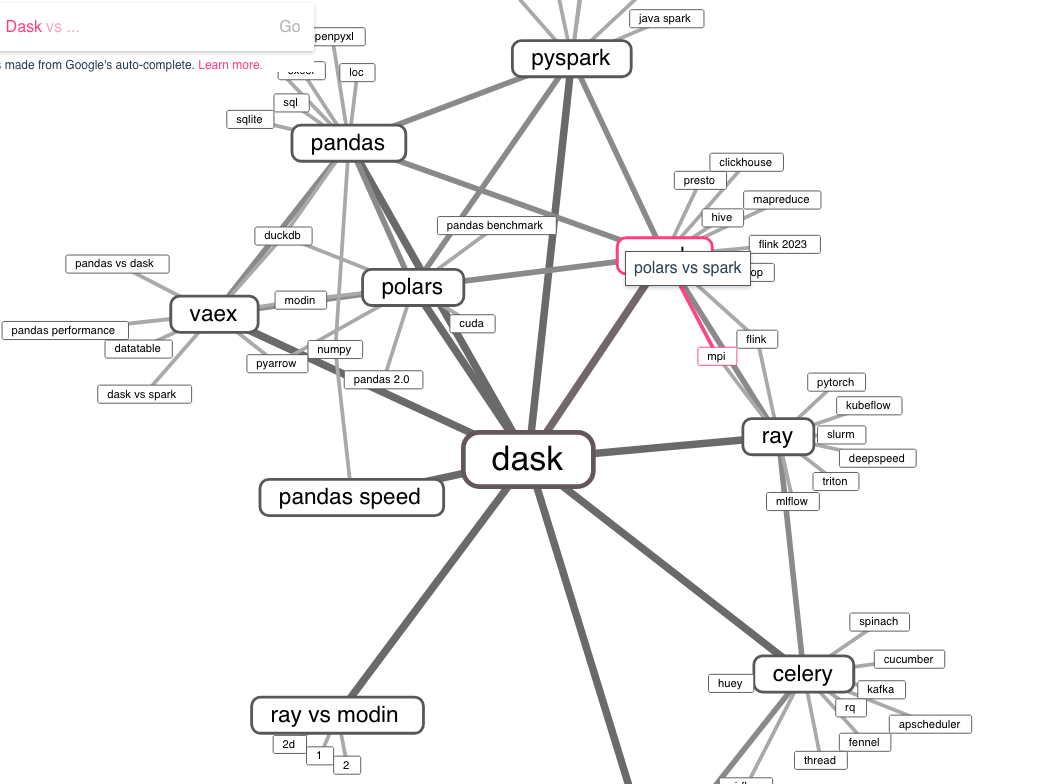 Dask vs ...
Go
made from Google's auto-complete. Learn more.
java spark
penpyxl
pyspark
loc
sql
sqlite
pandas
clickhouse
presto
mapreduce
hive
pandas benchmark
duckdb
flink 2023
pandas vs dask
polars vs spark
op
polars
modin
vaex
cuda
pandas performance
datatable
numpy
flink
mpi
pyarrow
pandas 2.0
dask vs spark
pytorch
kubeflow
ray
slurm
dask
deepspeed
triton
pandas speed
mlflow
spinach
cucumber
celery
huey
kafka
rq
ray vs modin
apscheduler
2d
fennel
1
thread
2